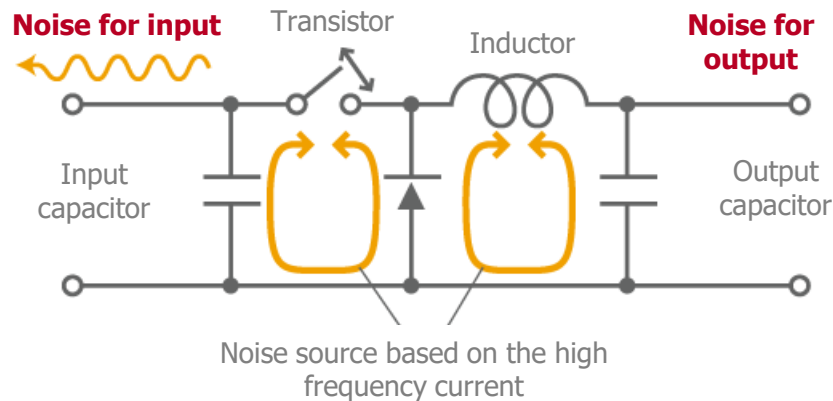 Noise for input
Transistor
Inductor
Noise for
output
Input
capacitor
Output
capacitor
Noise source based on the high
frequency current